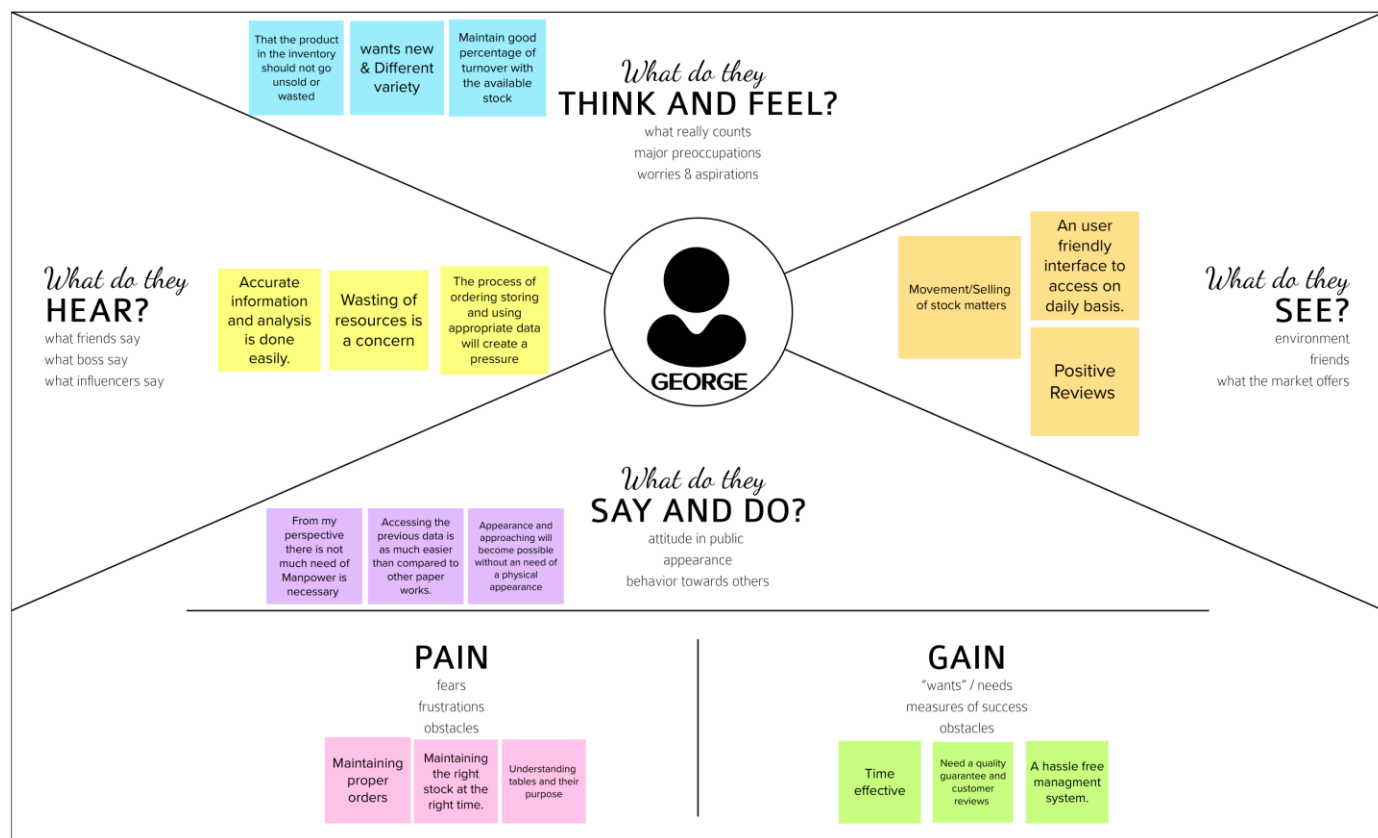 That the product
in the inventory
should not go
unsold or
wasted
wants new
& Different
variety
Maintain good
percentage of
turnover with
the available
stock
What do they
THINK AND FEEL?
what really counts
major preoccupations
worries & aspirations
What do they
HEAR?
what friends say
what boss say
what influencers say
Accurate
information
and analysis
is done
easily.
Wasting of
resources is
a concern
The process of
ordering storing
and using
appropriate data
will create a
pressure
GEORGE
Movement/Selling
of stock matters
An user
friendly
interface to
access on
daily basis.
Positive
Reviews
What do they
SEE?
environment
friends
what the market offers
What do they
SAY AND DO?
attitude in public
appearance
behavior towards others
From my
perspective
there is not
much need of
Manpower is
necessary
Accessing the
previous data is
as much easier
than compared to
other paper
works.
Appearance and
approaching will
become possible
without an need of
a physical
appearance
PAIN
fears
frustrations
obstacles
Maintaining
proper
orders
Maintaining
the right
stock at the
right time.
Understanding
tables and their
purpose
GAIN
"wants" / needs
measures of success
obstacles
Time
effective
Need a quality
guarantee and
customer
reviews
A hassle free
managment
system.